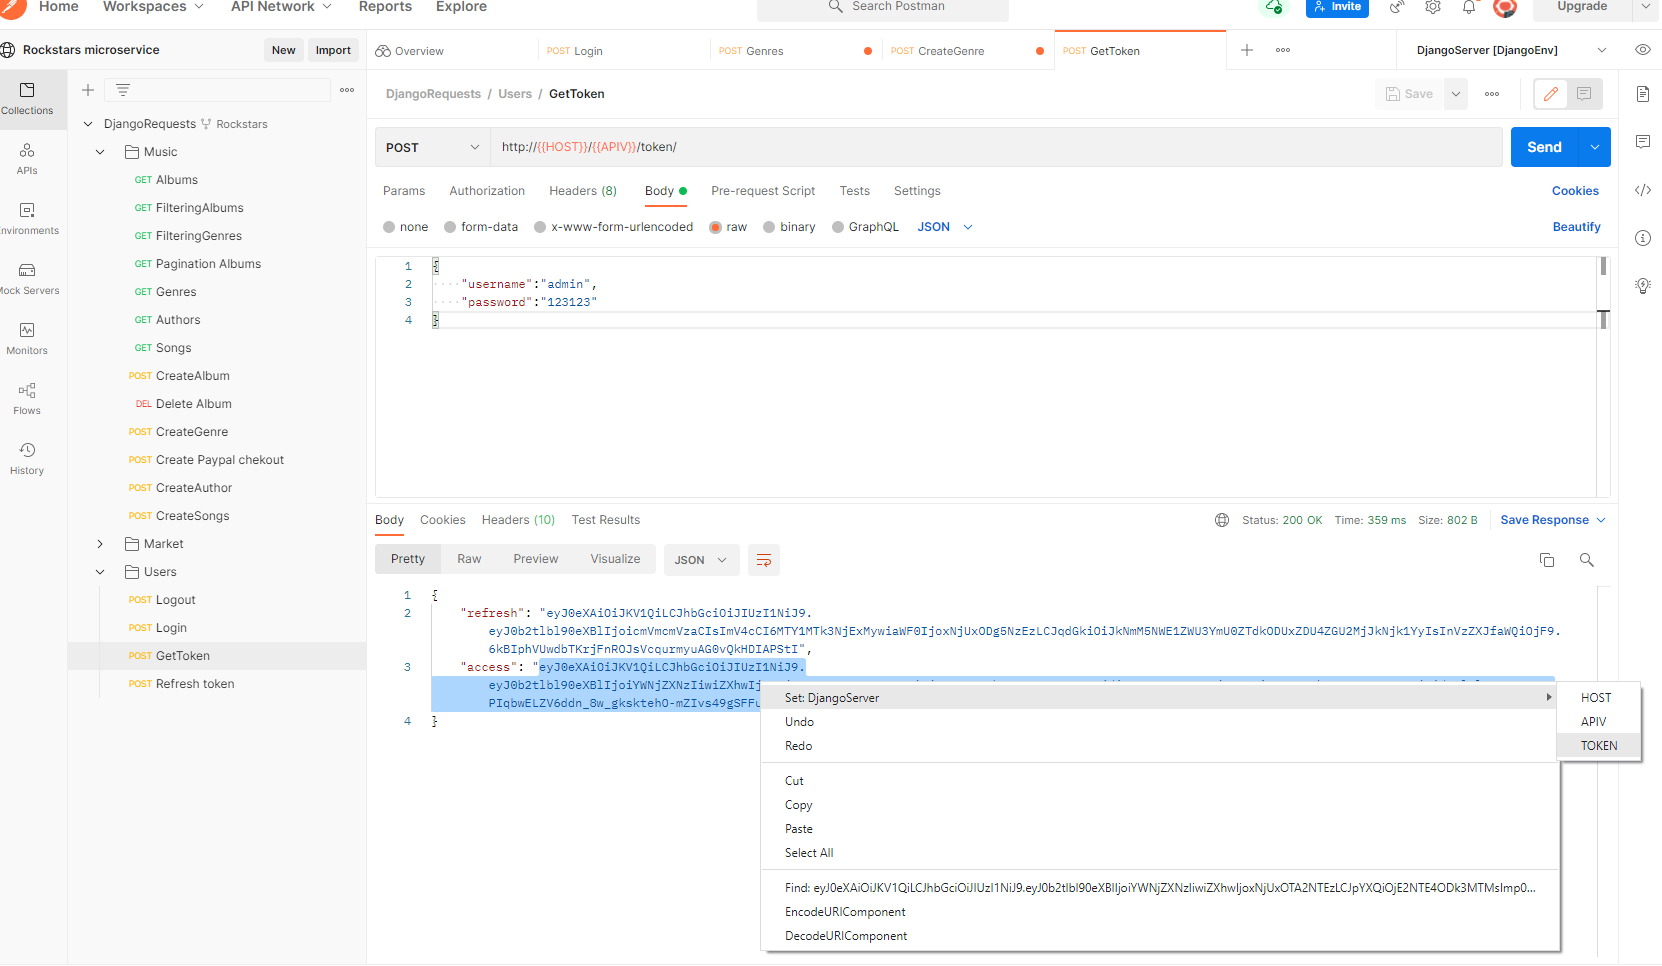 Home Workspaces API Network Reports Explore Search Postman Invite Upgrade
Rockstars microservice New Import Overview POST Login POST Genres POST CreateGenre POST GetToken DjangoServer [DjangoEnv]
DjangoRequests / Users / GetToken Save
Collections
APIs
nvironments
Mock Servers
Monitors
Flows
History
DjangoRequests Rockstars
Music
GET Albums
GET FilteringAlbums
GET FilteringGenres
GET Pagination Albums
GET Genres
GET Authors
GET Songs
POST CreateAlbum
DEL Delete Album
POST CreateGenre
POST Create Paypal chekout
POST CreateAuthor
POST CreateSongs
Market
Users
POST Logout
POST Login
POST GetToken
POST Refresh token
POST http://{{HOST}}/{{APIV}}/token/ Send
Params Authorization Headers (8) Body Pre-request Script Tests Settings Cookies
none form-data x-www-form-urlencoded raw binary GraphQL JSON Beautify
1 {
2 "username":"admin",
3 "password":"123123"
4 }
Body Cookies Headers (10) Test Results Status: 200 OK Time: 359 ms Size: 802 B Save Response
Pretty Raw Preview Visualize JSON
1 {
2 "refresh": "eyJ0eXAiOiJKV1QiLCJhbGciOiJIUzI1NiJ9.
eyJ0b2tlbl90eXBlIjoicmVmcmVzaCIsImV4cCI6MTY1MTk3NjExMywiaWF0IjoxNjUxODg5NzEzLCJqdGkiOiJkNmM5NWE1ZWU3YmU0ZTdkODUxZDU4ZGU2MjJkNjk1YyIsInVzZXJfaWQiOjF9.
6kBIphVUwdbTKrjFnROJsVcqurmyuAG0vQkHDIAPStI",
3 "access": "eyJ0eXAiOiJKV1QiLCJhbGciOiJIUzI1NiJ9.
eyJ0b2tlbl90eXBlIjoiYWNjZXNzIiwiZXhwIj
PIqbwELZV6ddn_8w_gkskteh0-mZIvs49gSFFu
4 }
Set: DjangoServer
Undo
Redo
Cut
Copy
Paste
Select All
Find: eyJ0eXAiOiJKV1QiLCJhbGciOiJIUzI1NiJ9.eyJ0b2tlbl90eXBlIjoiYWNjZXNzIiwiZXhwIjoxNjUxOTA2NTEzLCJpYXQiOjE2NTE4ODk3MTMsImp0...
EncodeURIComponent
DecodeURIComponent
HOST
APIV
TOKEN